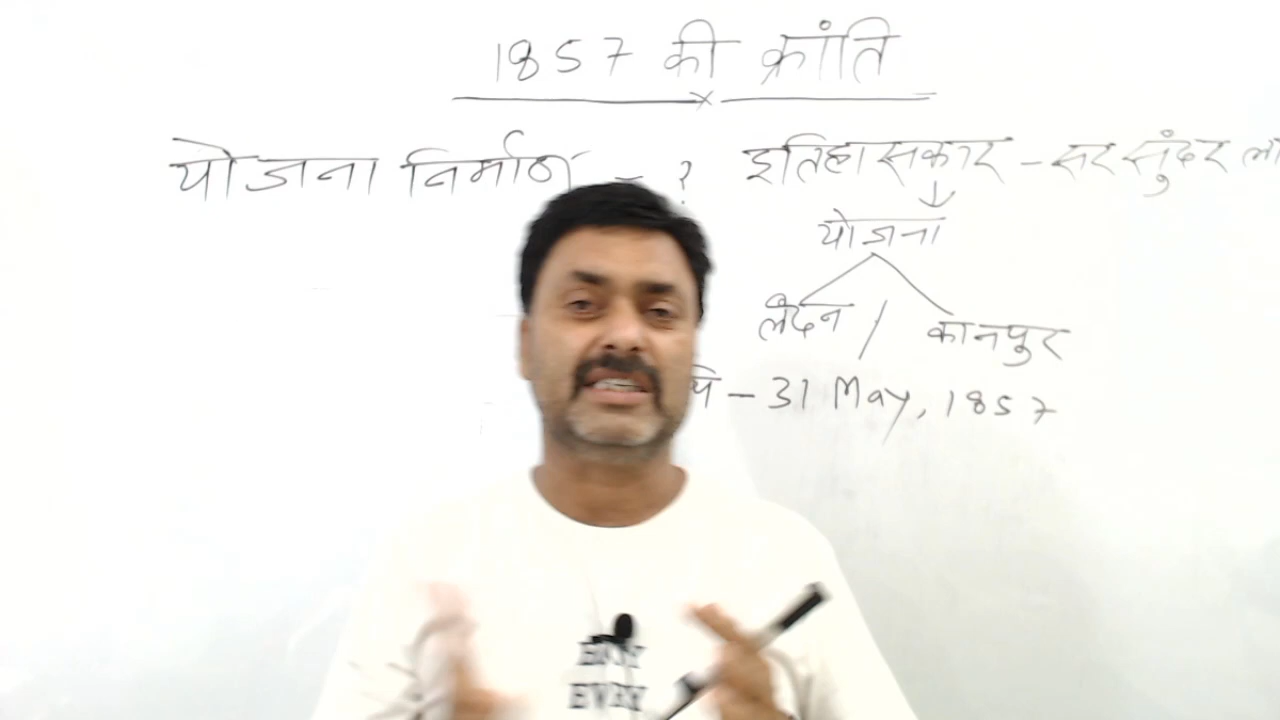 1857 की क्रांति
योजना निर्माण - ? इतिहासकार - सर सुंदर
योजना
लंदन / कानपुर
- 31 May, 1857